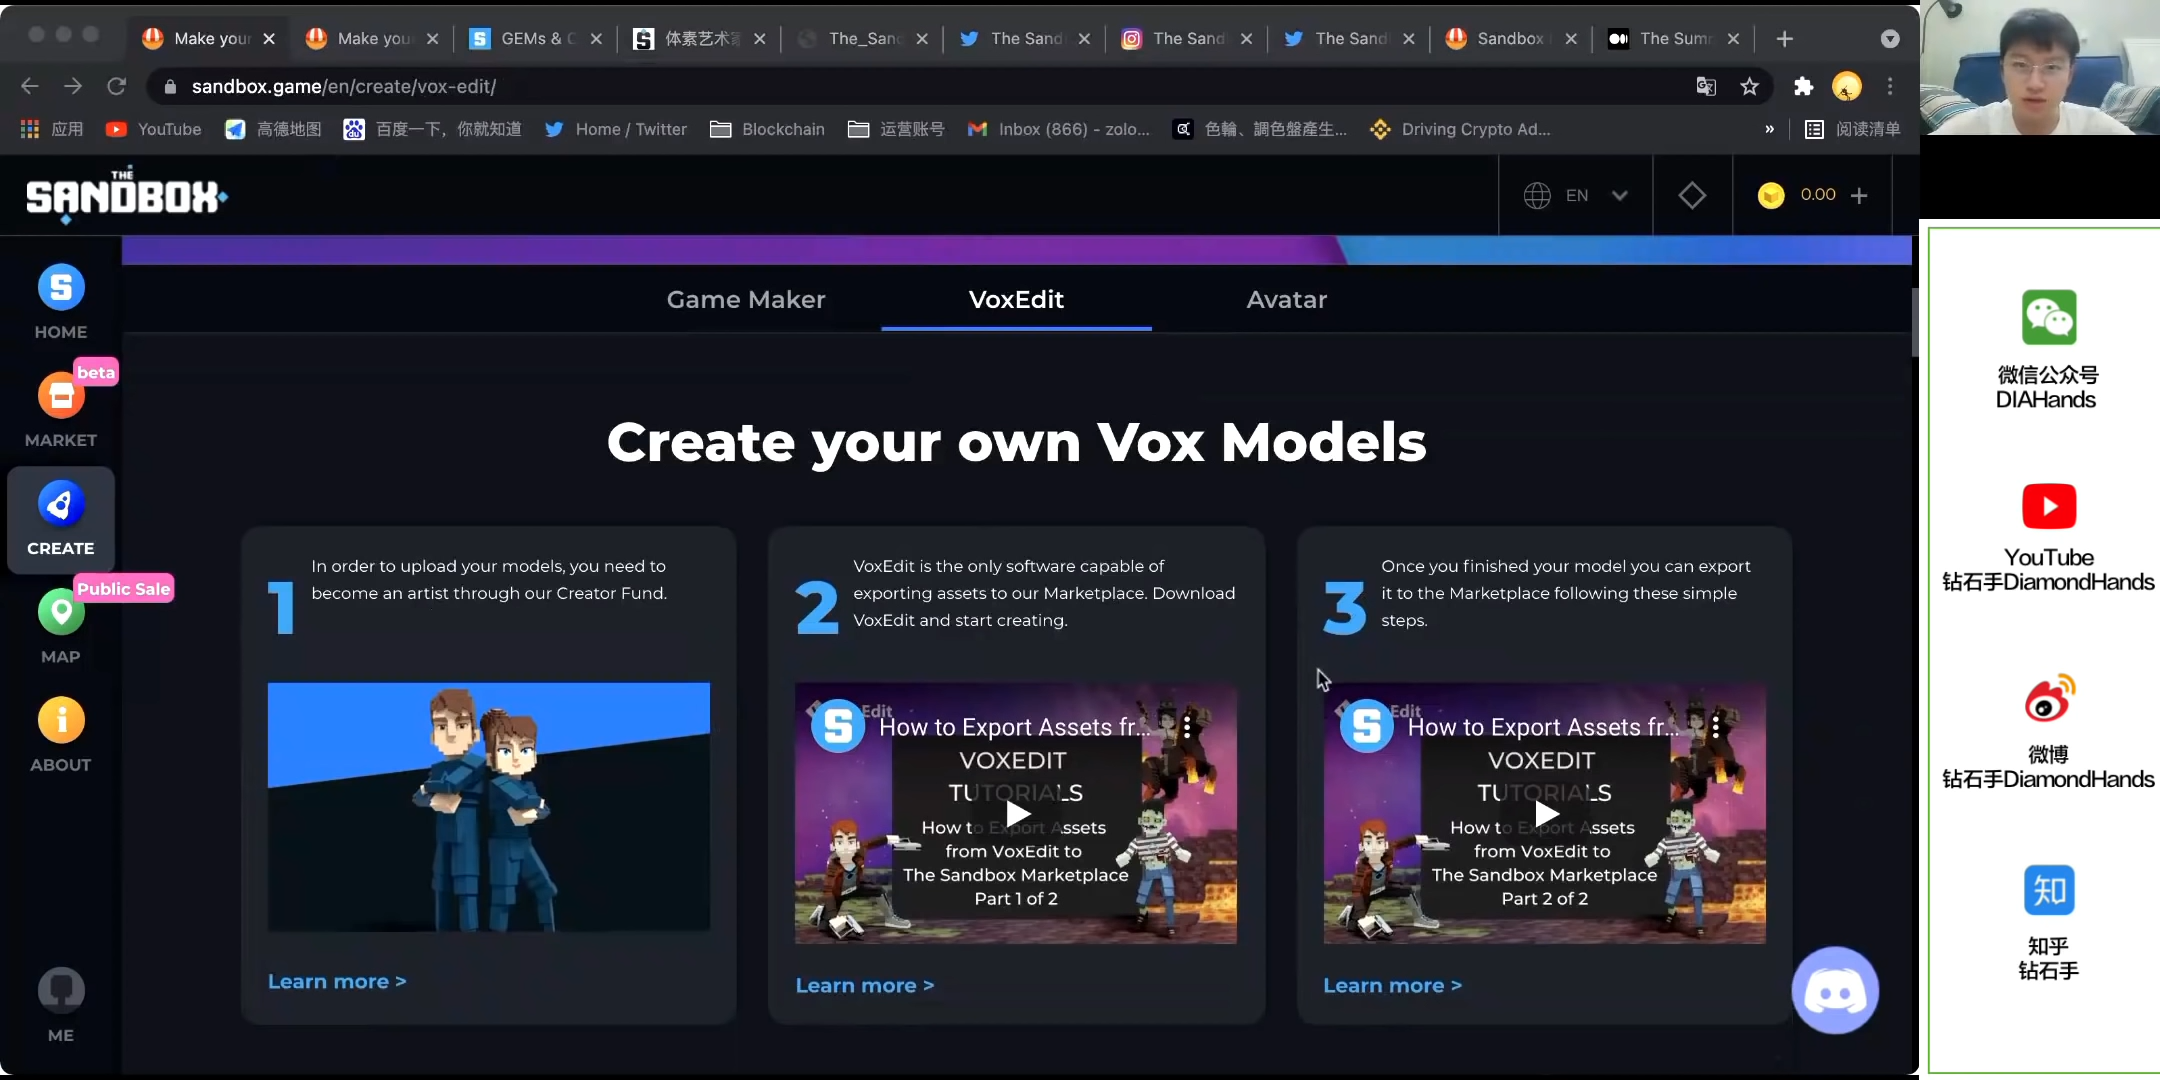 Make your
Make you
GEMs & C
体素艺术家
The_San
The Sand
The Sand
The Sand
Sandbox
The Sum
sandbox.game/en/create/vox-edit/
应用
YouTube
高德地图
百度一下，你就知道
Home / Twitter
Blockchain
运营账号
Inbox (866) - zolo...
色輪、調色盤產生...
Driving Crypto Ad...
»
阅读清单
THE
SANDBOX
EN
0.00
HOME
beta
MARKET
CREATE
Public Sale
MAP
ABOUT
ME
Game Maker
VoxEdit
Avatar
Create your own Vox Models
1
In order to upload your models, you need to
become an artist through our Creator Fund.
Learn more >
2
VoxEdit is the only software capable of
exporting assets to our Marketplace. Download
VoxEdit and start creating.
Edit
How to Export Assets fr...
VOXEDIT
TUTORIALS
How to Export Assets
from VoxEdit to
The Sandbox Marketplace
Part 1 of 2
Learn more >
3
Once you finished your model you can export
it to the Marketplace following these simple
steps.
Edit
How to Export Assets fr...
VOXEDIT
TUTORIALS
How to Export Assets
from VoxEdit to
The Sandbox Marketplace
Part 2 of 2
Learn more >
微信公众号
DIAHands
YouTube
钻石手DiamondHands
微博
钻石手DiamondHands
知
知乎
钻石手